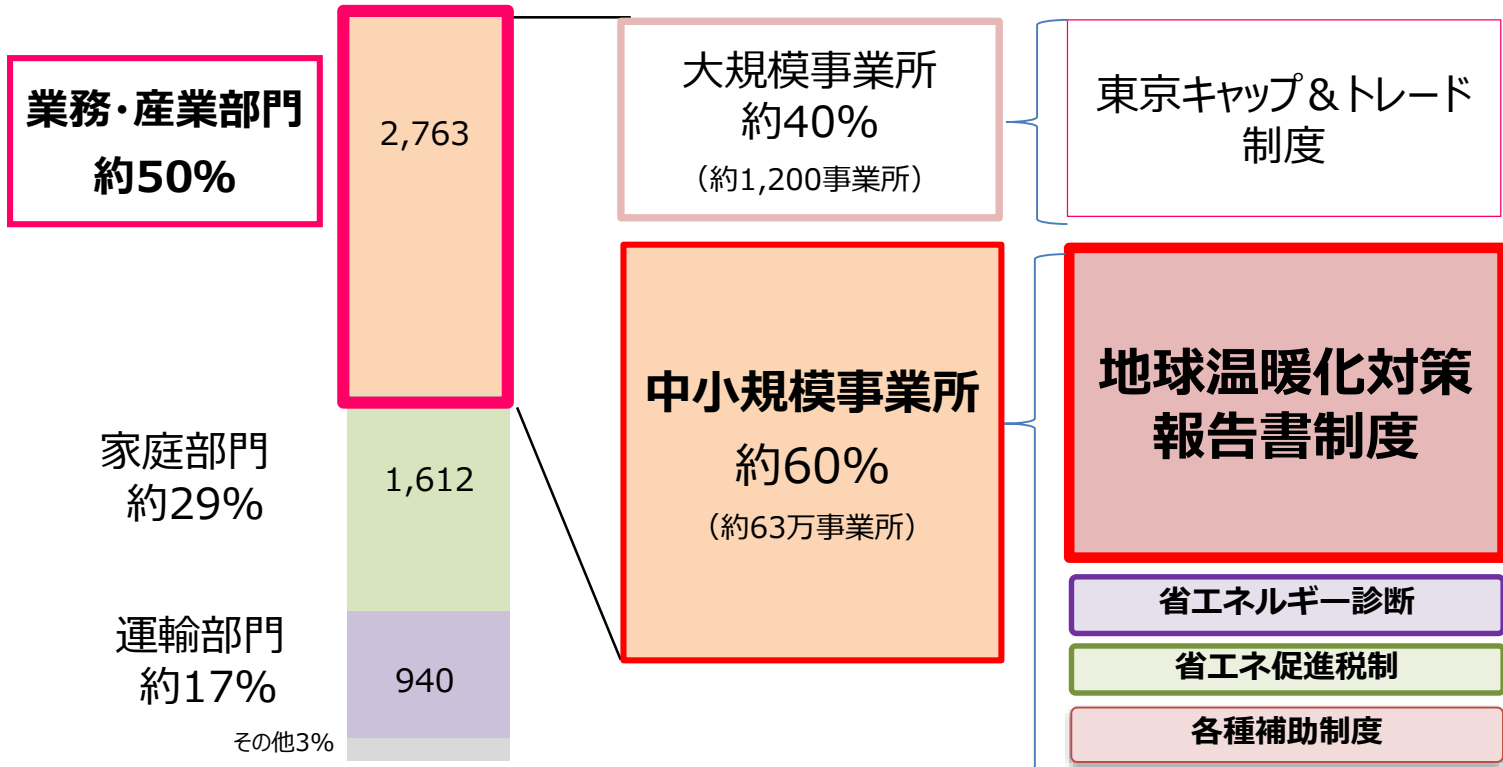 業務・産業部門
約50%
2,763
家庭部門
約29%
1,612
運輸部門
約17%
940
その他3%
大規模事業所
約40%
（約1,200事業所）
東京キャップ＆トレード
制度
中小規模事業所
約60%
（約63万事業所）
地球温暖化対策
報告書制度
省エネルギー診断
省エネ促進税制
各種補助制度